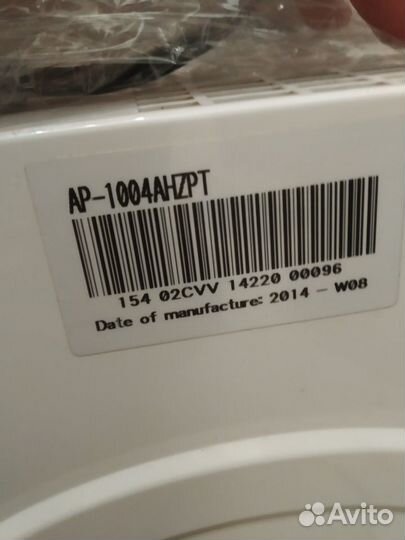 AP-1004AHZPT
154 02CVV 14220 00096
Date of manufacture: 2014 - W08
Avito